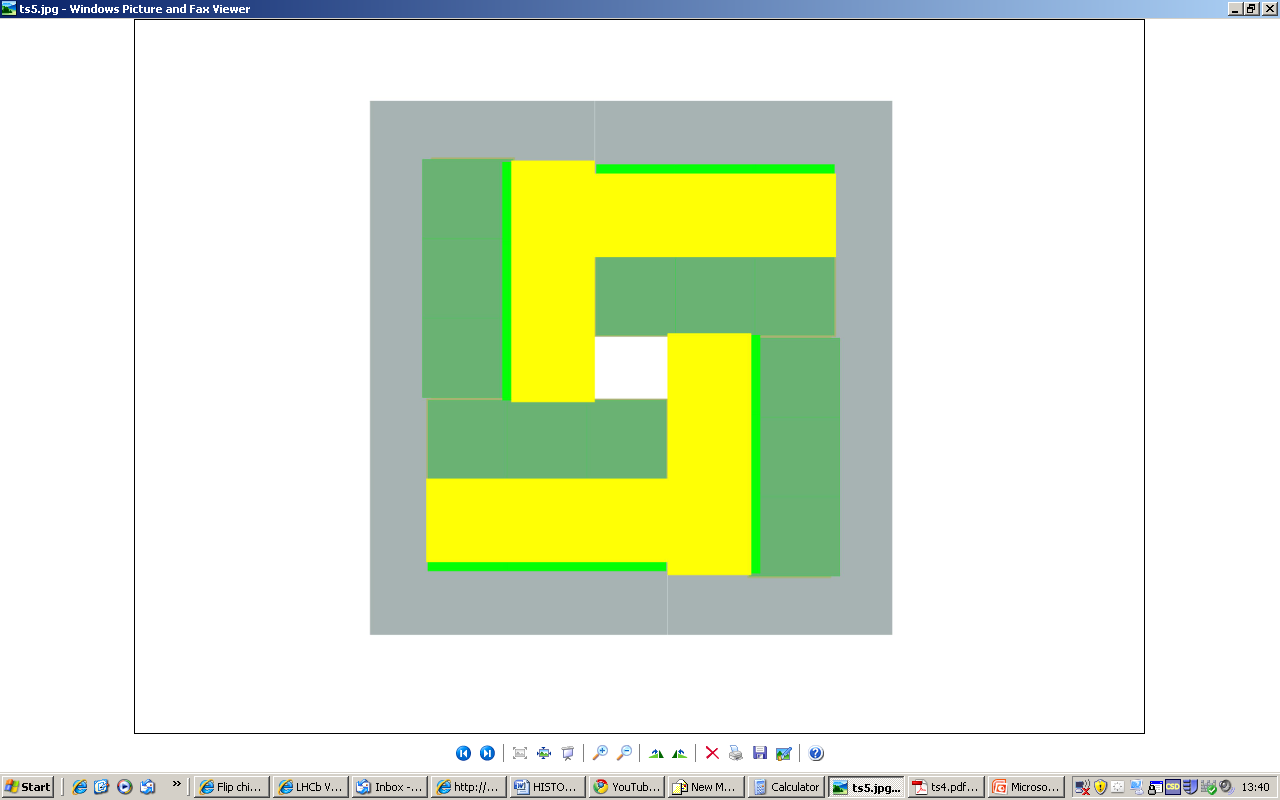 ts5.jpg - Windows Picture and Fax Viewer
Start
»
Flip chi...
LHCb V...
Inbox -...
http://...
HISTO...
YouTub...
New M...
Calculator
ts5.jpg...
ts4.pdf...
Microso...
CSD
13:40